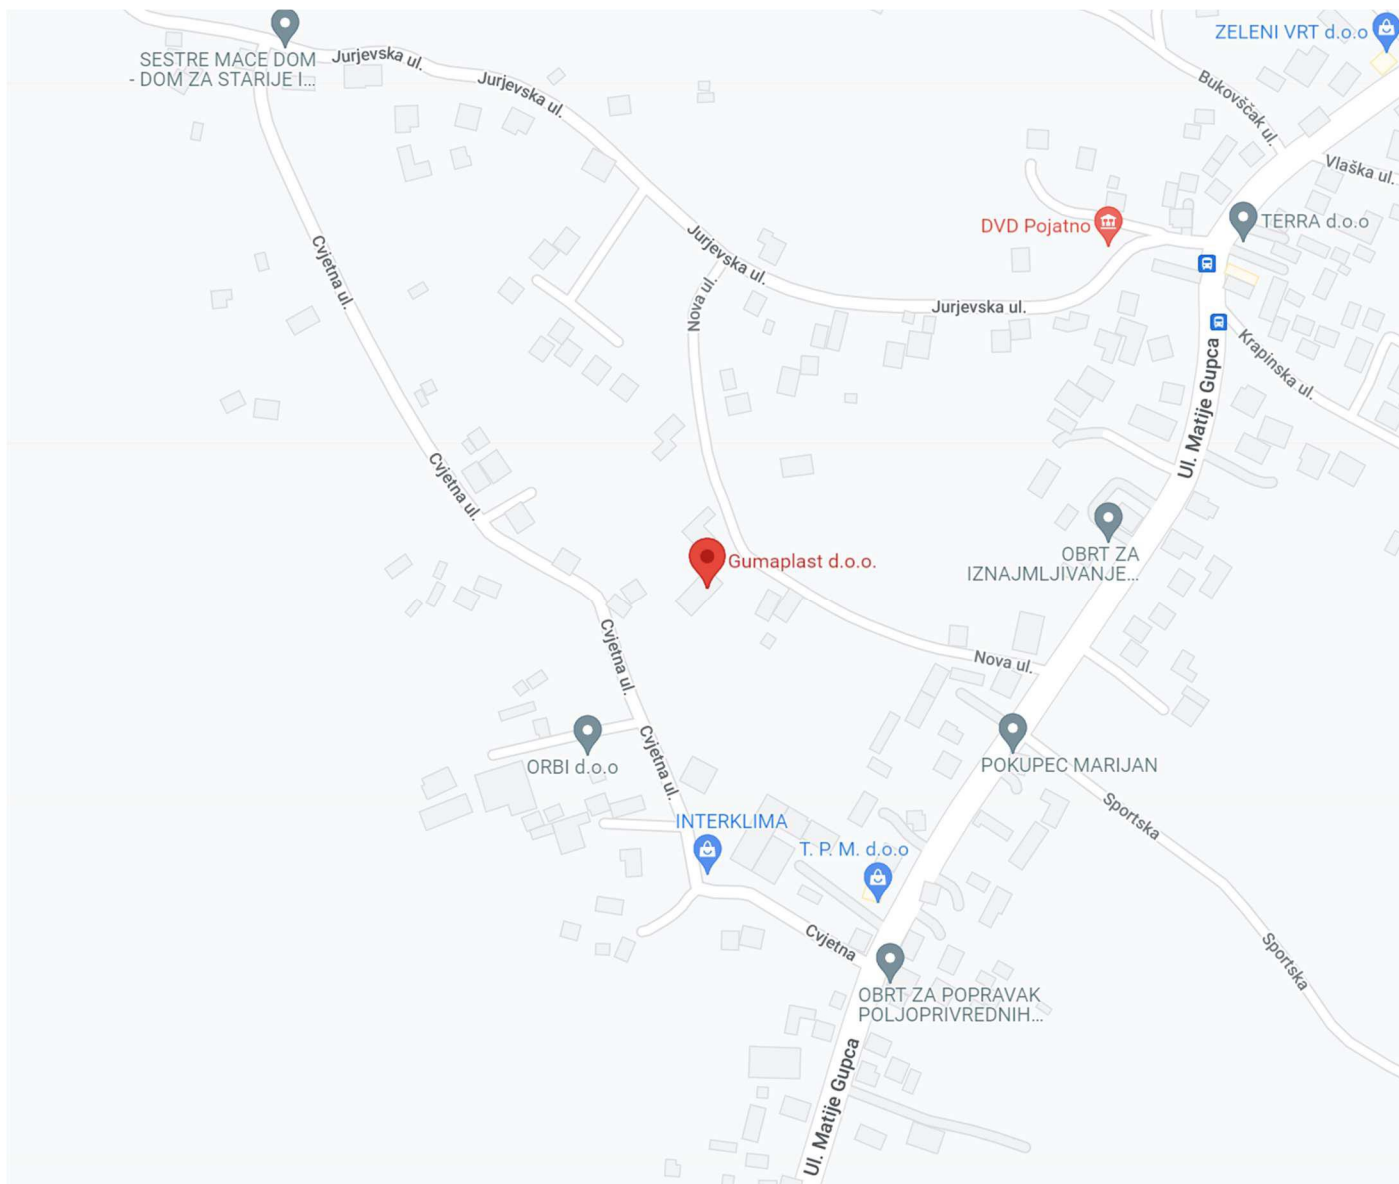 ZELENI VRT d.o.o
SESTRE MACE DOM
- DOM ZA STARIJE I...
Jurjevska ul.
Jurjevska ul.
Bukovščak ul.
Vlaška ul.
DVD Pojatno
TERRA d.o.o
Cvjetna ul.
Jurjevska ul.
Nova ul.
Jurjevska ul.
Krapinska ul.
Ul. Matije Gupca
Cvjetna ul.
Gumaplast d.o.o.
OBRT ZA
IZNAJMLJIVANJE...
Cvjetna ul.
Nova ul.
Cvjetna ul.
ORBI d.o.o
POKUPEC MARIJAN
Sportska
INTERKLIMA
T. P. M. d.o.o
Cvjetna
Sportska
OBRT ZA POPRAVAK
POLJOPRIVREDNIH...
Ul. Matije Gupca